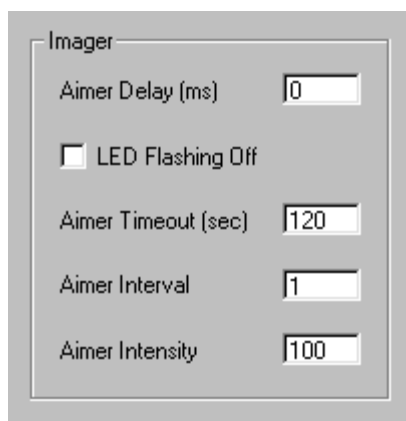 Imager
Aimer Delay (ms) 0
LED Flashing Off
Aimer Timeout (sec) 120
Aimer Interval 1
Aimer Intensity 100